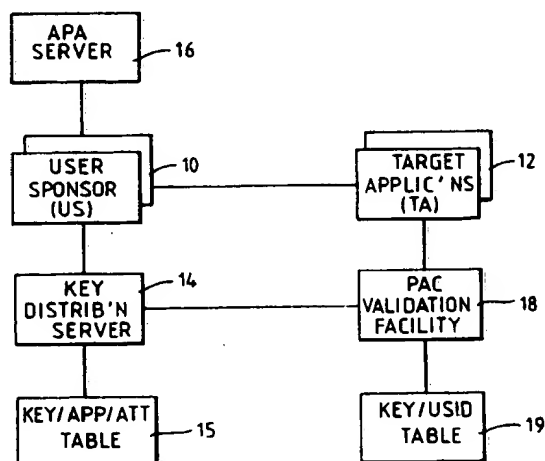 APA
SERVER
16
USER
SPONSOR
(US)
10
TARGET
APPLIC'NS
(TA)
12
KEY
DISTRIB'N
SERVER
14
PAC
VALIDATION
FACILITY
18
KEY/APP/ATT
TABLE
15
KEY/USID
TABLE
19